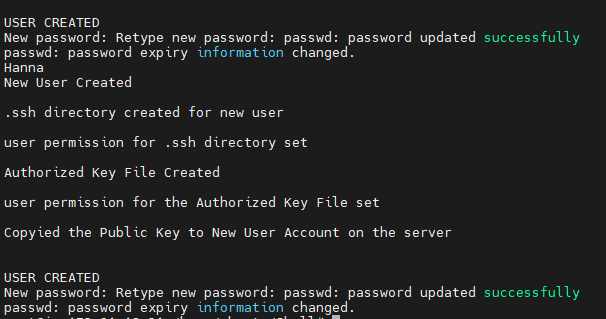 USER CREATED
New password: Retype new password: passwd: password updated successfully
passwd: password expiry information changed.
Hanna
New User Created
.ssh directory created for new user
user permission for .ssh directory set
Authorized Key File Created
user permission for the Authorized Key File set
Copyied the Public Key to New User Account on the server
USER CREATED
New password: Retype new password: passwd: password updated successfully
passwd: password expiry information changed.